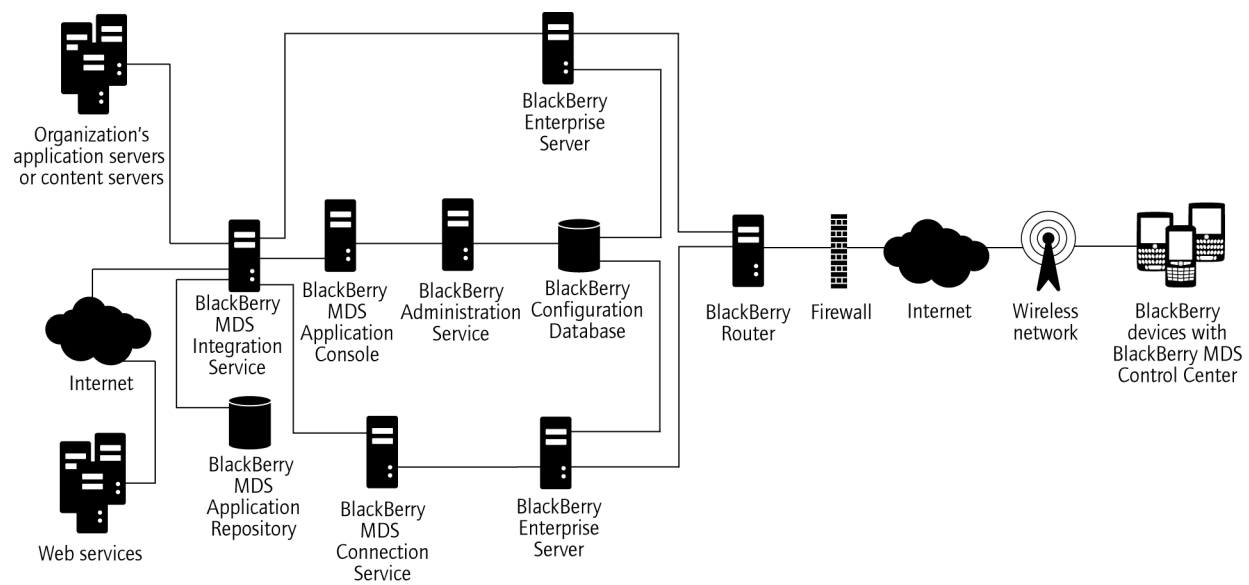 Organization's
application servers
or content servers
BlackBerry
Enterprise
Server
BlackBerry
MDS
Integration
Service
BlackBerry
MDS
Application
Console
BlackBerry
Administration
Service
BlackBerry
Configuration
Database
BlackBerry
Router
Firewall
Internet
Wireless
network
BlackBerry
devices with
BlackBerry MDS
Control Center
Internet
BlackBerry
MDS
Application
Repository
BlackBerry
MDS
Connection
Service
BlackBerry
Enterprise
Server
Web services